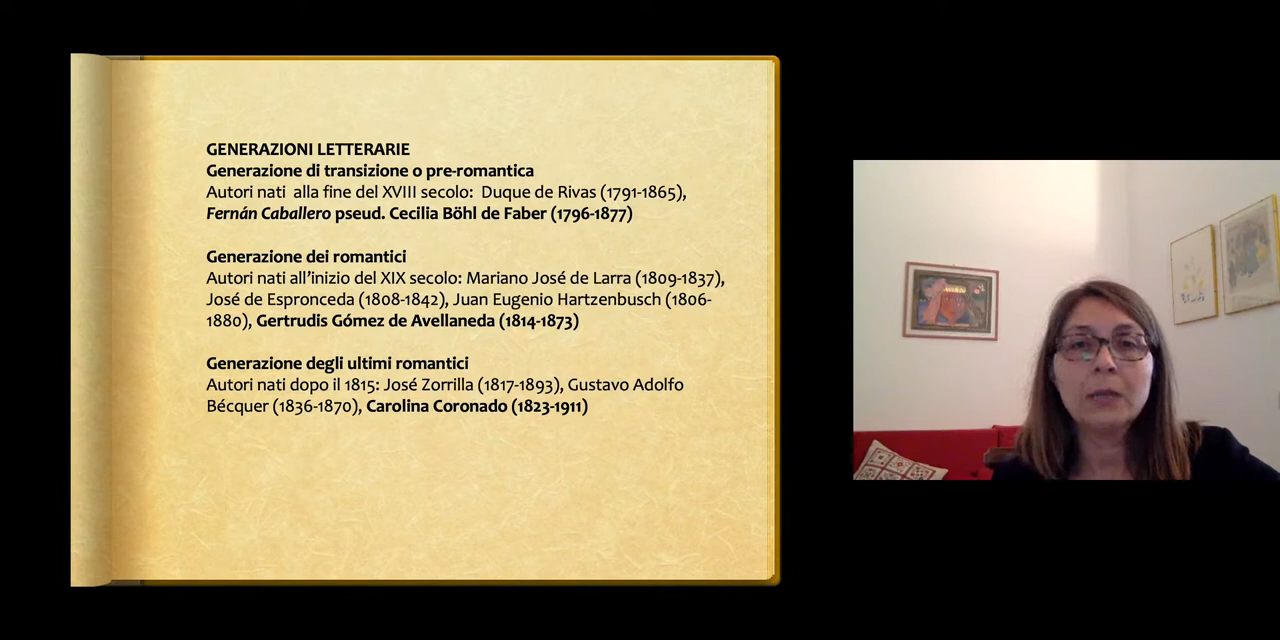 GENERAZIONI LETTERARIE
Generazione di transizione o pre-romantica
Autori nati alla fine del XVIII secolo: Duque de Rivas (1791-1865),
Fernán Caballero pseud. Cecilia Böhl de Faber (1796-1877)
Generazione dei romantici
Autori nati all'inizio del XIX secolo: Mariano José de Larra (1809-1837),
José de Espronceda (1808-1842), Juan Eugenio Hartzenbusch (1806-
1880), Gertrudis Gómez de Avellaneda (1814-1873)
Generazione degli ultimi romantici
Autori nati dopo il 1815: José Zorrilla (1817-1893), Gustavo Adolfo
Bécquer (1836-1870), Carolina Coronado (1823-1911)